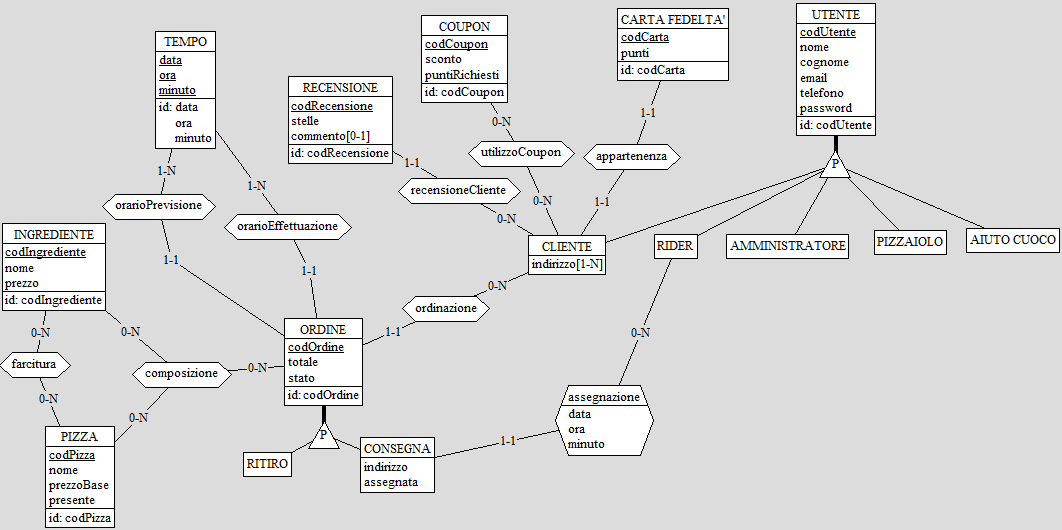 COUPON
codCoupon
sconto
puntiRichiesti
id: codCoupon
CARTA FEDELTA'
codCarta
punti
id: codCarta
UTENTE
codUtente
nome
cognome
email
telefono
password
id: codUtente
TEMPO
data
ora
minuto
id: data
ora
minuto
RECENSIONE
codRecensione
stelle
commento[0-1]
id: codRecensione
0-N
1-1
utilizzoCoupon
appartenenza
P
1-1
1-N
1-N
recensioneCliente
0-N
1-1
0-N
orarioPrevisione
orarioEffettuazione
INGREDIENTE
codIngrediente
nome
prezzo
id: codIngrediente
CLIENTE
indirizzo[1-N]
RIDER
AMMINISTRATORE
PIZZAIOLO
AIUTO CUOCO
1-1
1-1
0-N
ordinazione
1-1
0-N
0-N
0-N
ORDINE
codOrdine
totale
stato
id: codOrdine
farcitura
composizione
0-N
0-N
0-N
assegnazione
data
ora
minuto
PIZZA
codPizza
nome
prezzoBase
presente
id: codPizza
P
RITIRO
CONSEGNA
indirizzo
assegnata
1-1